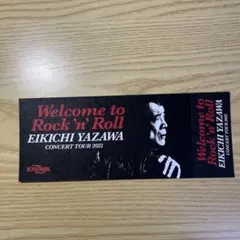 Welcome to
Rock 'n' Roll
EIKICHI YAZAWA
CONCERT TOUR 2023
Welcome to
Rock 'n' Roll
EIKICHI YAZAWA